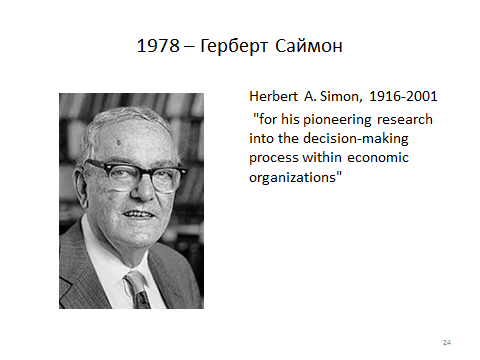 1978 – Герберт Саймон
Herbert A. Simon, 1916-2001
"for his pioneering research
into the decision-making
process within economic
organizations"
24